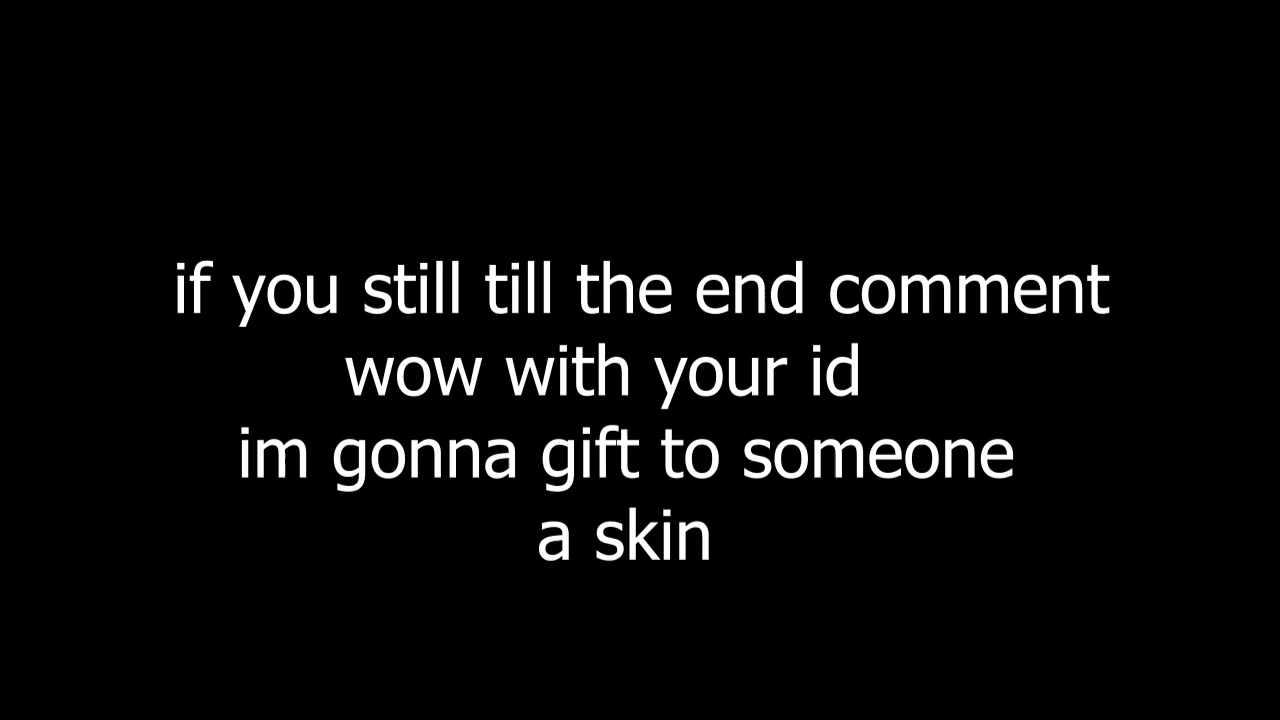 if you still till the end comment
wow with your id
im gonna gift to someone
a skin